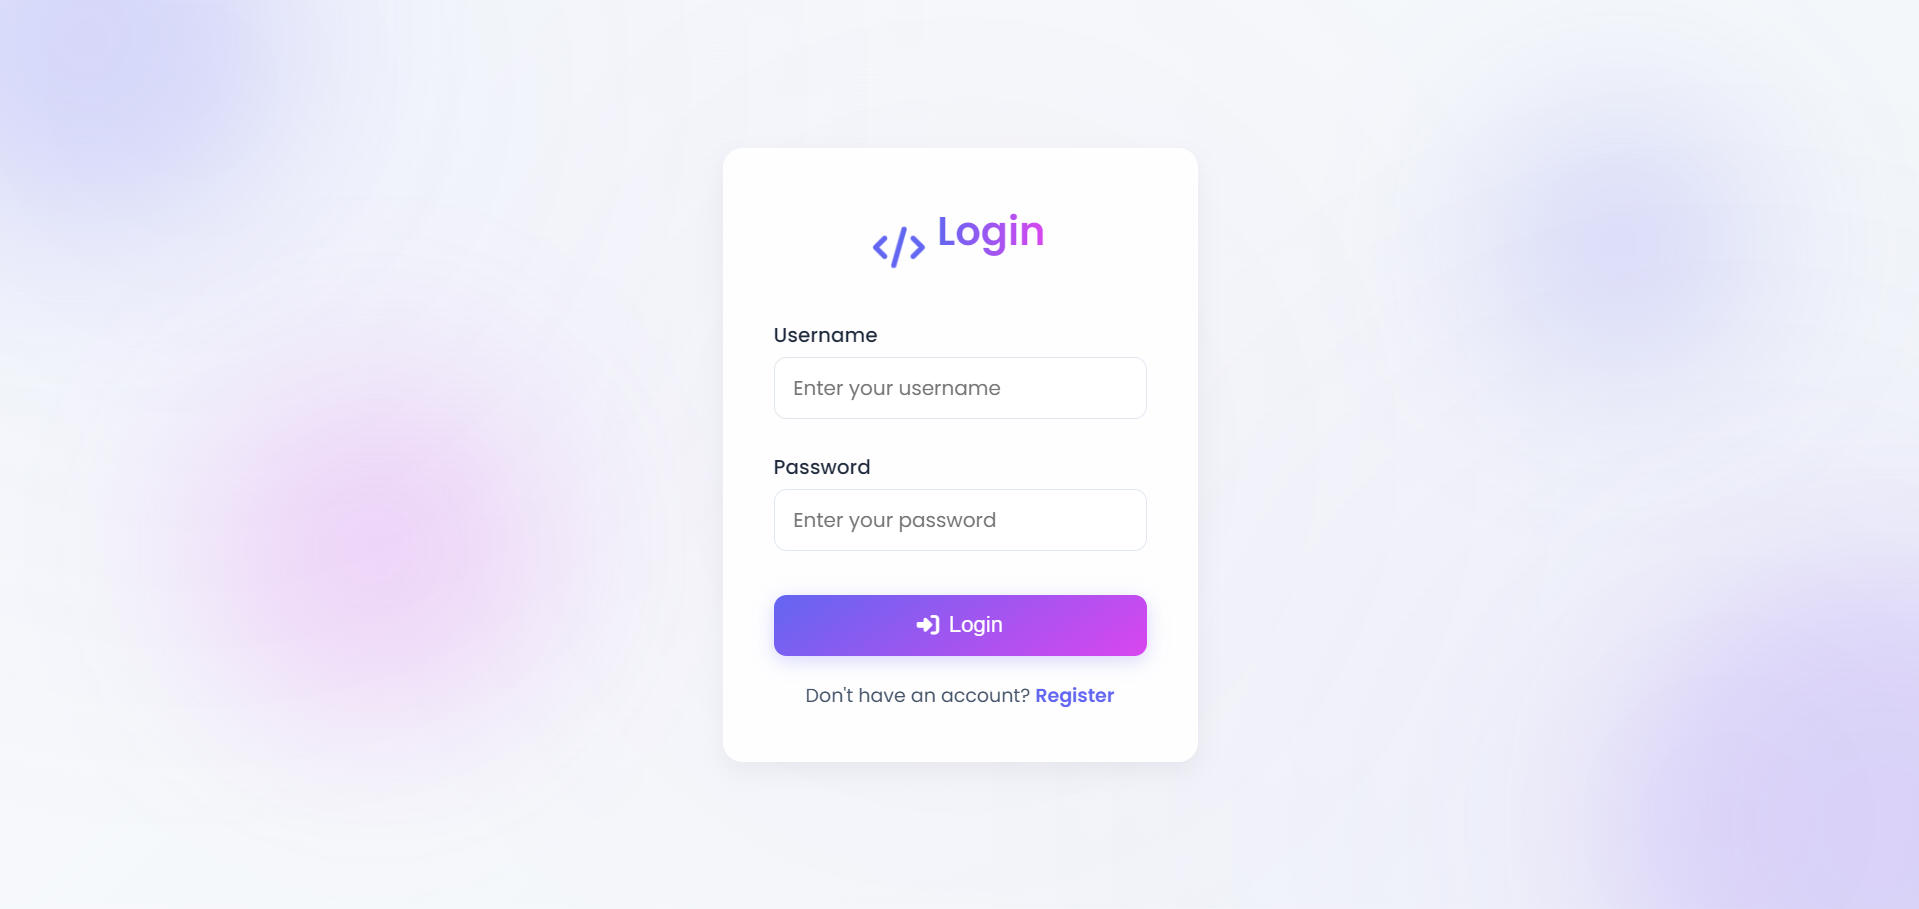 Login
Username
Enter your username
Password
Enter your password
Login
Don't have an account? Register